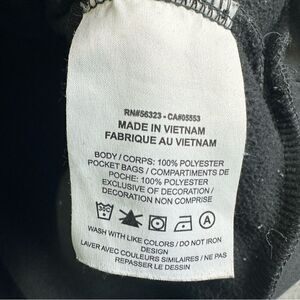 RN#56323 - CA#05553
MADE IN VIETNAM
FABRIQUE AU VIETNAM
BODY / CORPS: 100% POLYESTER
POCKET BAGS / COMPARTIMENTS DE
POCHE: 100% POLYESTER
EXCLUSIVE OF DECORATION /
DECORATION NON COMPRISE
30C
A
WASH WITH LIKE COLORS / DO NOT IRON
DESIGN
LAVER AVEC COULEURS SIMILAIRES / NE PAS
REPASSER LE DESSIN